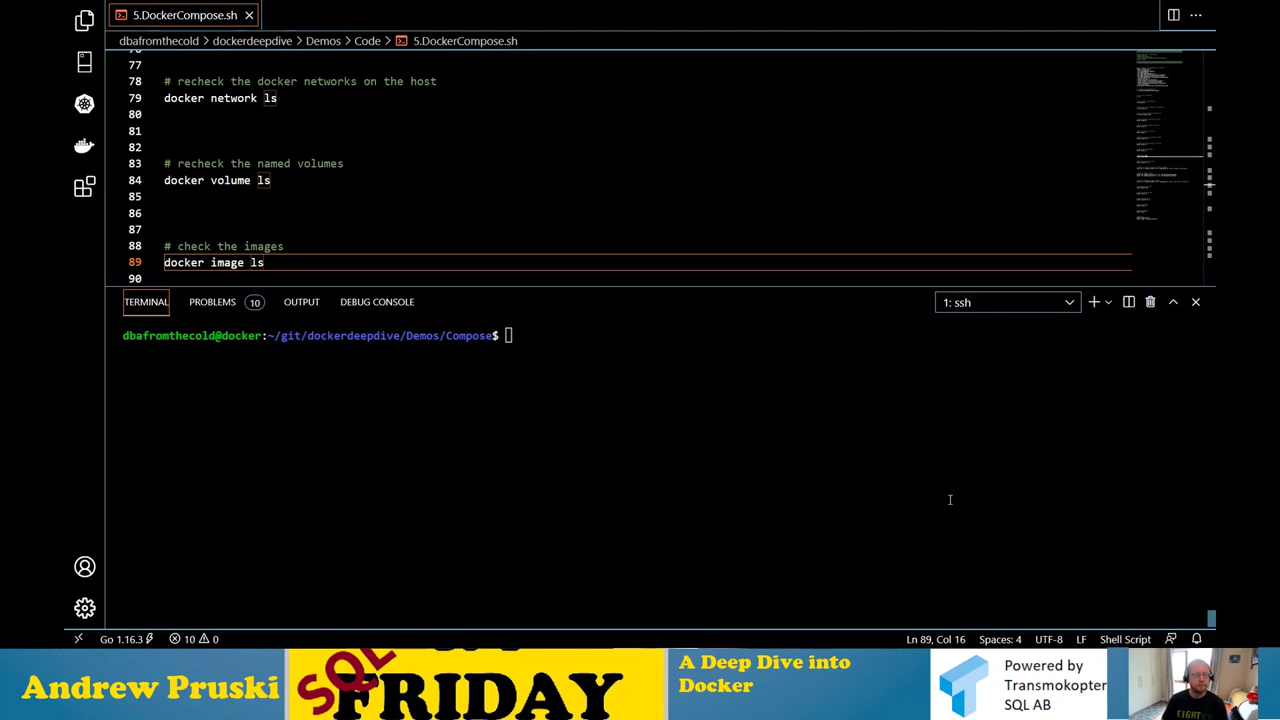 5.DockerCompose.sh
dbafromthecold > dockerdeepdive > Demos > Code > 5.DockerCompose.sh
77
78 # recheck the docker networks on the host
79 docker network ls
80
81
82
83 # recheck the named volumes
84 docker volume ls
85
86
87
88 # check the images
89 docker image ls
90
TERMINAL PROBLEMS 10 OUTPUT DEBUG CONSOLE 1: ssh
dbafromthecold@docker:~/git/dockerdeepdive/Demos/Compose$
Go 1.16.3 10 0 Ln 89, Col 16 Spaces: 4 UTF-8 LF Shell Script
Andrew Pruski
SQL
FRIDAY
A Deep Dive into
Docker
Powered by
Transmokopter
SQL AB